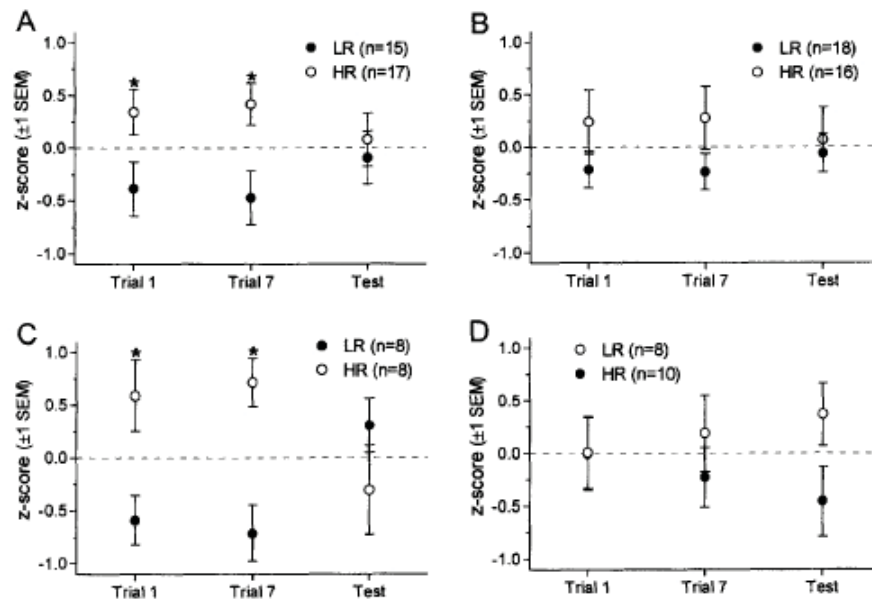 A
z-score (±1 SEM)
1.0
0.5
0.0
-0.5
-1.0
LR (n=15)
HR (n=17)
* *
Trial 1 Trial 7 Test
B
z-score (±1 SEM)
1.0
0.5
0.0
-0.5
-1.0
LR (n=18)
HR (n=16)
Trial 1 Trial 7 Test
C
z-score (±1 SEM)
1.0
0.5
0.0
-0.5
-1.0
LR (n=8)
HR (n=8)
* *
Trial 1 Trial 7 Test
D
z-score (±1 SEM)
1.0
0.5
0.0
-0.5
-1.0
LR (n=8)
HR (n=10)
Trial 1 Trial 7 Test